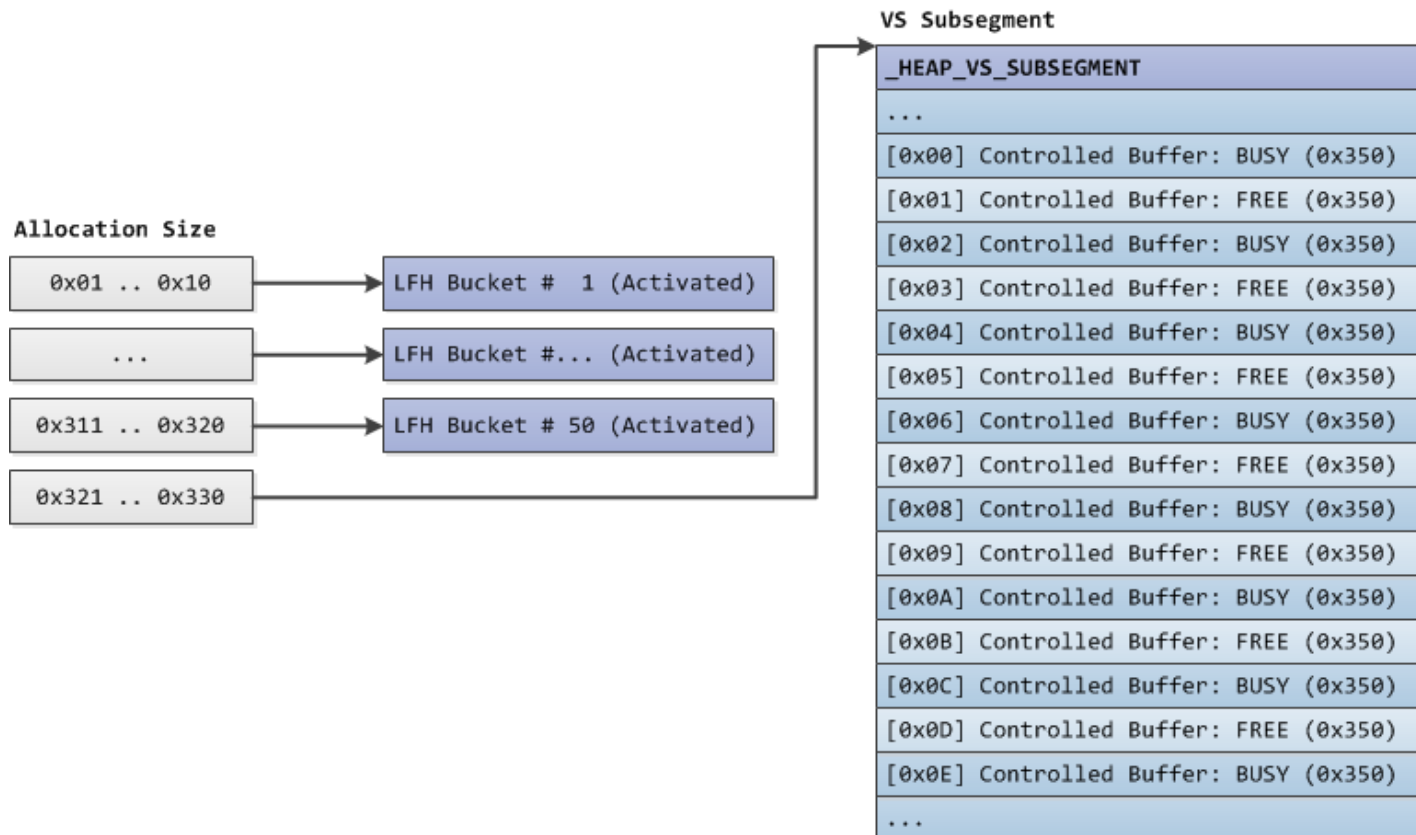 VS Subsegment
_HEAP_VS_SUBSEGMENT
...
[0x00] Controlled Buffer: BUSY (0x350)
[0x01] Controlled Buffer: FREE (0x350)
[0x02] Controlled Buffer: BUSY (0x350)
[0x03] Controlled Buffer: FREE (0x350)
[0x04] Controlled Buffer: BUSY (0x350)
[0x05] Controlled Buffer: FREE (0x350)
[0x06] Controlled Buffer: BUSY (0x350)
[0x07] Controlled Buffer: FREE (0x350)
[0x08] Controlled Buffer: BUSY (0x350)
[0x09] Controlled Buffer: FREE (0x350)
[0x0A] Controlled Buffer: BUSY (0x350)
[0x0B] Controlled Buffer: FREE (0x350)
[0x0C] Controlled Buffer: BUSY (0x350)
[0x0D] Controlled Buffer: FREE (0x350)
[0x0E] Controlled Buffer: BUSY (0x350)
...
Allocation Size
0x01 .. 0x10
LFH Bucket #  1 (Activated)
...
LFH Bucket #... (Activated)
0x311 .. 0x320
LFH Bucket # 50 (Activated)
0x321 .. 0x330